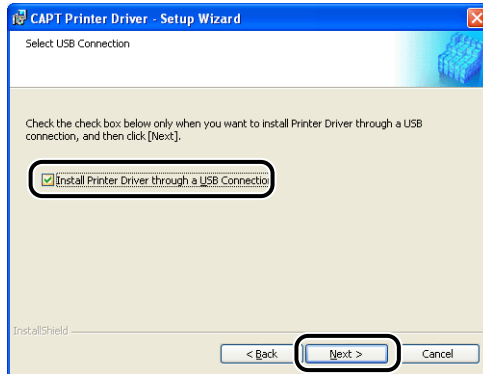 CAPT Printer Driver - Setup Wizard
Select USB Connection
Check the check box below only when you want to install Printer Driver through a USB
connection, and then click [Next].
Install Printer Driver through a USB Connection
InstallShield
< Back Next > Cancel